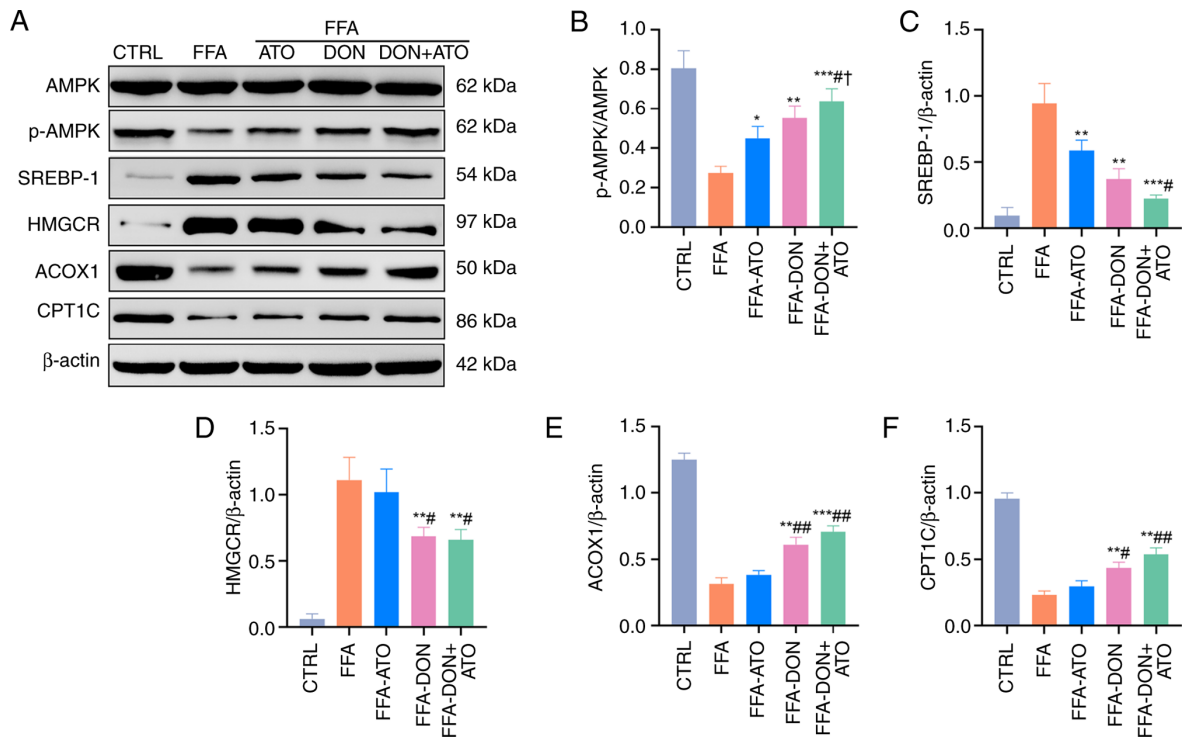 A
FFA
CTRL FFA ATO DON DON+ATO
AMPK 62 kDa
p-AMPK 62 kDa
SREBP-1 54 kDa
HMGCR 97 kDa
ACOX1 50 kDa
CPT1C 86 kDa
β-actin 42 kDa
B
p-AMPK/AMPK
1.0
0.8
0.6
0.4
0.2
0.0
* ** ***#†
CTRL
FFA
FFA-ATO
FFA-DON
FFA-DON+
ATO
C
SREBP-1/β-actin
1.5
1.0
0.5
0.0
** ** ***#
CTRL
FFA
FFA-ATO
FFA-DON
FFA-DON+
ATO
D
HMGCR/β-actin
1.5
1.0
0.5
0.0
**# **#
CTRL
FFA
FFA-ATO
FFA-DON
FFA-DON+
ATO
E
ACOX1/β-actin
1.5
1.0
0.5
0.0
**## ***##
CTRL
FFA
FFA-ATO
FFA-DON
FFA-DON+
ATO
F
CPT1C/β-actin
1.5
1.0
0.5
0.0
**# **##
CTRL
FFA
FFA-ATO
FFA-DON
FFA-DON+
ATO